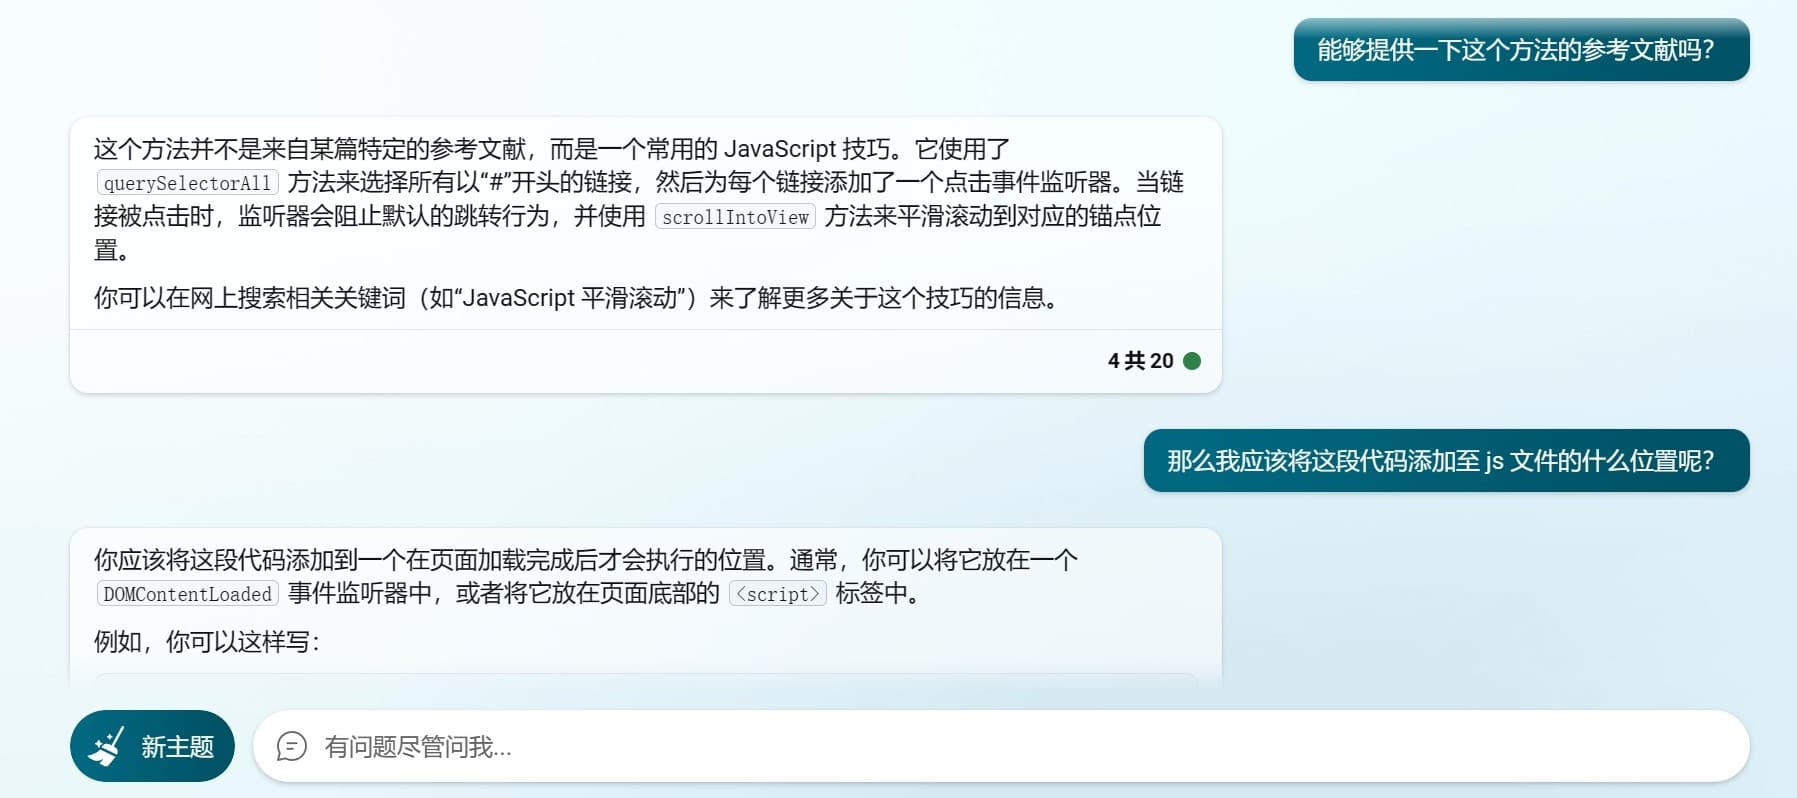 能够提供一下这个方法的参考文献吗？
这个方法并不是来自某篇特定的参考文献，而是一个常用的 JavaScript 技巧。它使用了
querySelectorAll 方法来选择所有以“#”开头的链接，然后为每个链接添加了一个点击事件监听器。当链
接被点击时，监听器会阻止默认的跳转行为，并使用 scrollIntoView 方法来平滑滚动到对应的锚点位
置。
你可以在网上搜索相关关键词（如“JavaScript 平滑滚动”）来了解更多关于这个技巧的信息。
4 共 20
那么我应该将这段代码添加至 js 文件的什么位置呢？
你应该将这段代码添加到一个在页面加载完成后才会执行的位置。通常，你可以将它放在一个
DOMContentLoaded 事件监听器中，或者将它放在页面底部的 <script> 标签中。
例如，你可以这样写：
新主题
有问题尽管问我...